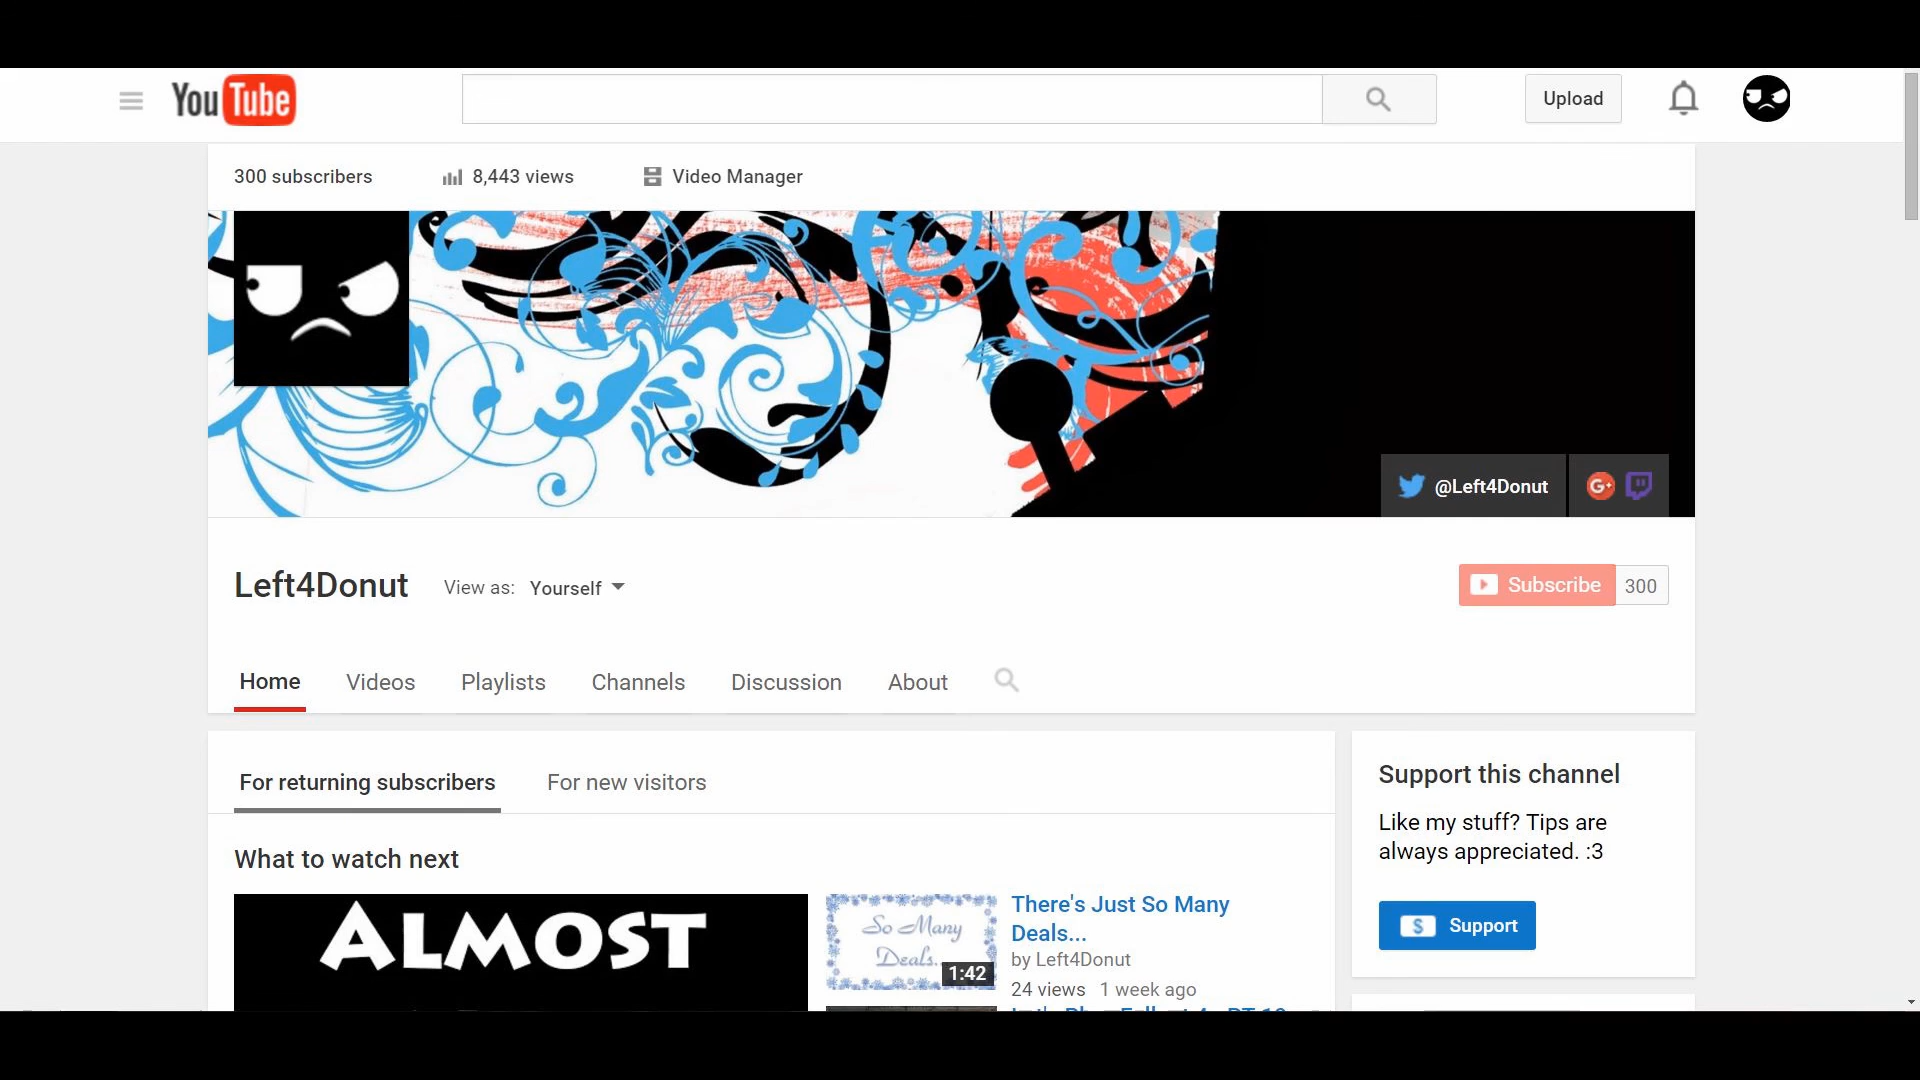 YouTube
Upload
300 subscribers
8,443 views
Video Manager
@Left4Donut
G+
Left4Donut
View as: Yourself
Subscribe 300
Home
Videos
Playlists
Channels
Discussion
About
For returning subscribers
For new visitors
What to watch next
ALMOST
So Many
Deals...
1:42
There's Just So Many
Deals...
by Left4Donut
24 views 1 week ago
Support this channel
Like my stuff? Tips are
always appreciated. :3
$ Support